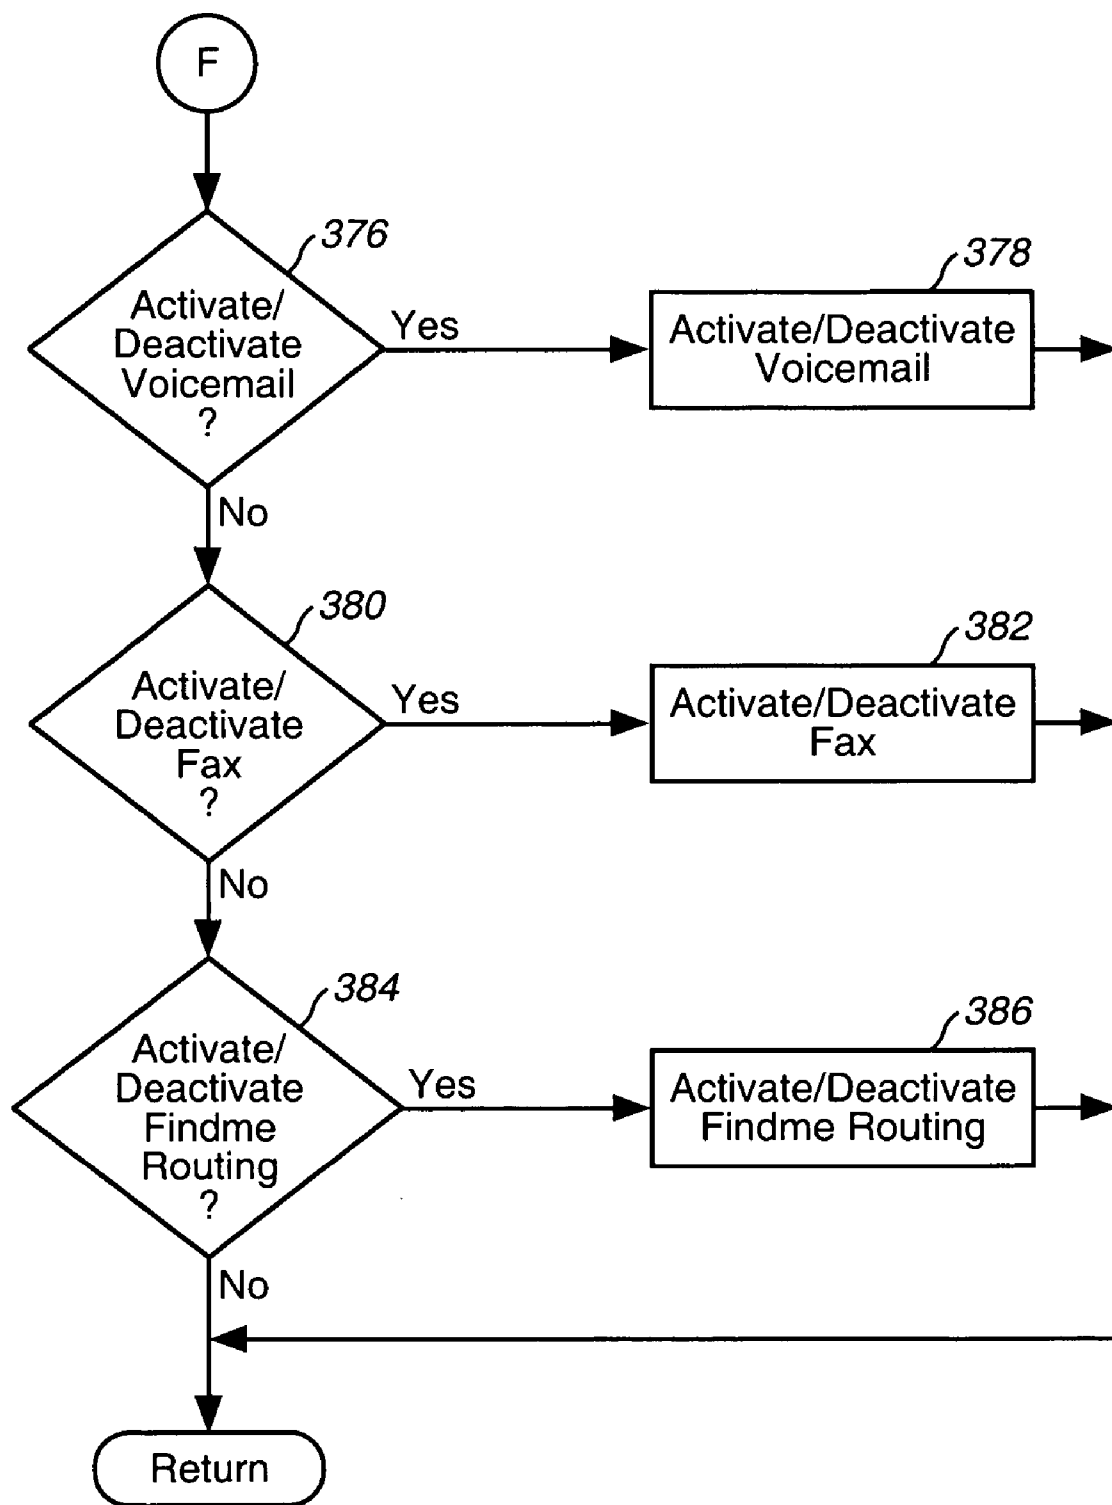 F
376
Activate/
Deactivate
Voicemail
?
Yes
378
Activate/Deactivate
Voicemail
No
380
Activate/
Deactivate
Fax
?
Yes
382
Activate/Deactivate
Fax
No
384
Activate/
Deactivate
Findme
Routing
?
Yes
386
Activate/Deactivate
Findme Routing
No
Return